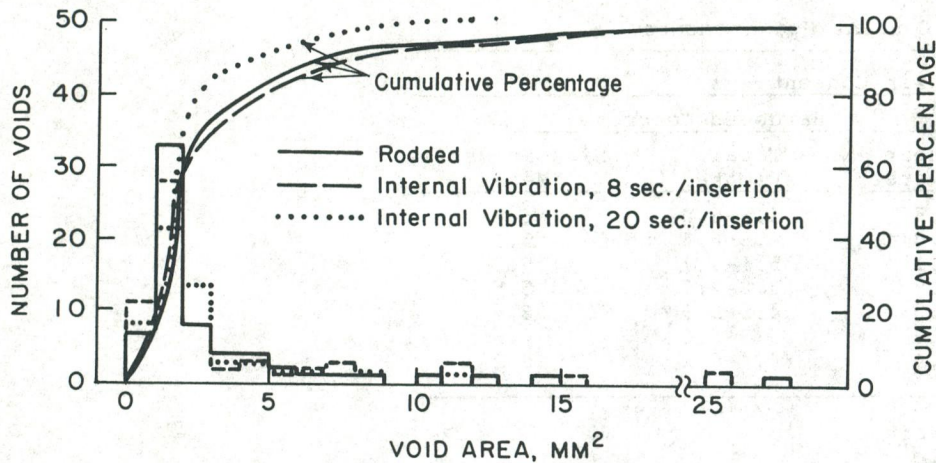 50
40
30
20
10
0
NUMBER OF VOIDS
100
80
60
40
20
0
CUMULATIVE PERCENTAGE
Cumulative Percentage
Rodded
Internal Vibration, 8 sec./insertion
Internal Vibration, 20 sec./insertion
0 5 10 15 25
VOID AREA, MM²